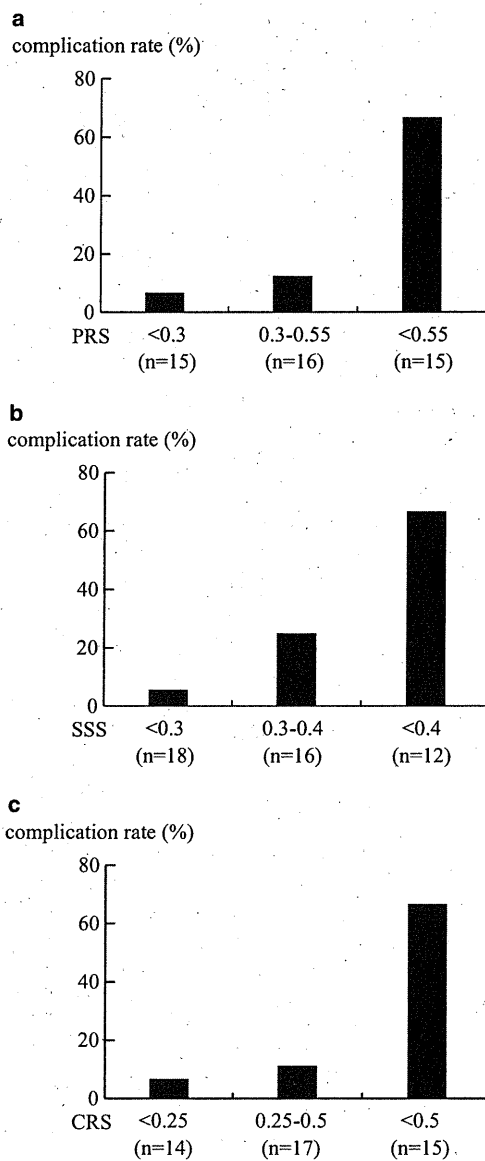 a
complication rate (%)
80
60
40
20
0
PRS <0.3 0.3-0.55 <0.55
(n=15) (n=16) (n=15)
b
complication rate (%)
80
60
40
20
0
SSS <0.3 0.3-0.4 <0.4
(n=18) (n=16) (n=12)
c
complication rate (%)
80
60
40
20
0
CRS <0.25 0.25-0.5 <0.5
(n=14) (n=17) (n=15)